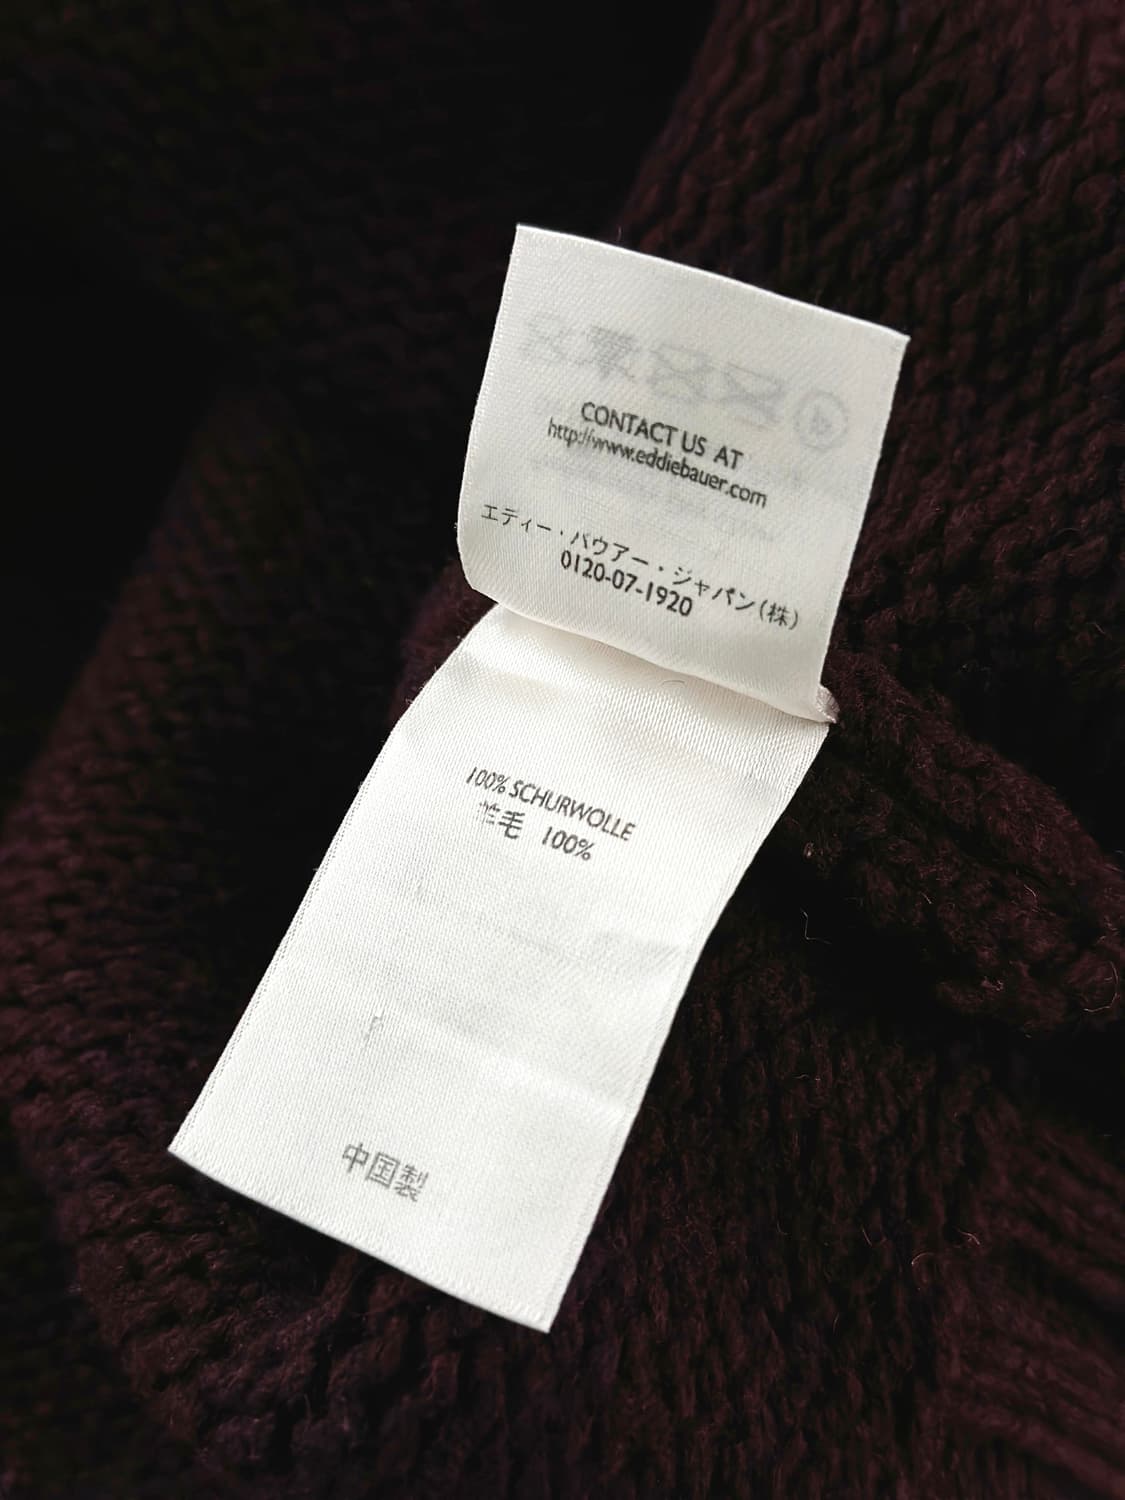 CONTACT US AT
http://www.eddiebauer.com
エディー・バウアー・ジャパン(株)
0120-07-1920
100% SCHURWOLLE
羊毛 100%
中国製